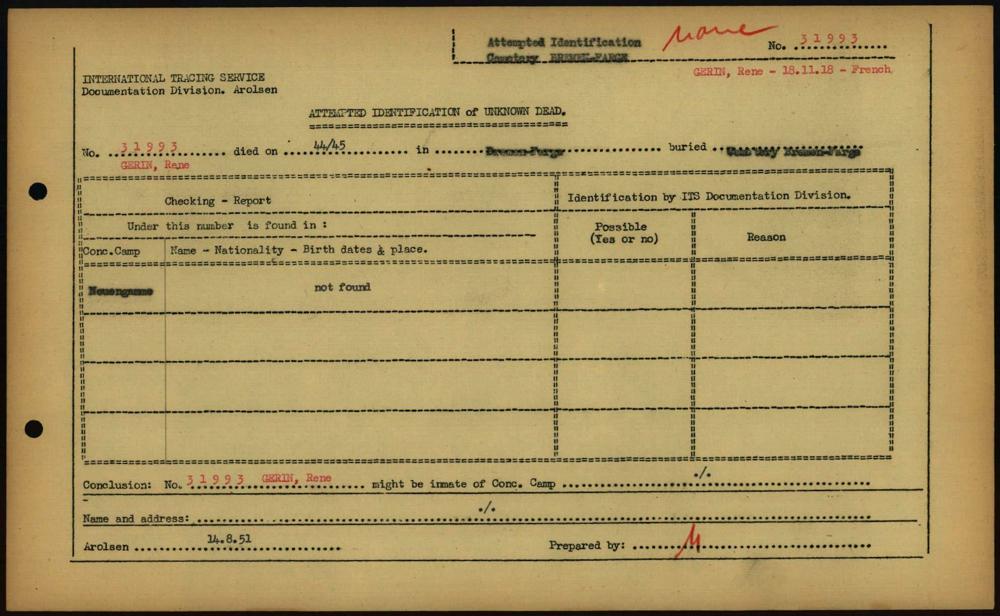 Attempted Identification
Cemetary BREMEN-FARGE
None
No. 31993
GERIN, Rene - 18.11.18 - French
INTERNATIONAL TRACING SERVICE
Documentation Division. Arolsen
ATTEMPTED IDENTIFICATION of UNKNOWN DEAD.
No. 31993 died on 44/45 in Bremen-Farge buried Bremen-Farge
GERIN, Rene
Checking - Report
Identification by ITS Documentation Division.
Under this number is found in :
Possible (Yes or no)
Reason
Conc.Camp
Name - Nationality - Birth dates & place.
Neuengamme
not found
Conclusion: No. 31993 GERIN, Rene might be inmate of Conc. Camp ./.
Name and address: ./.
Arolsen 14.8.51 Prepared by: